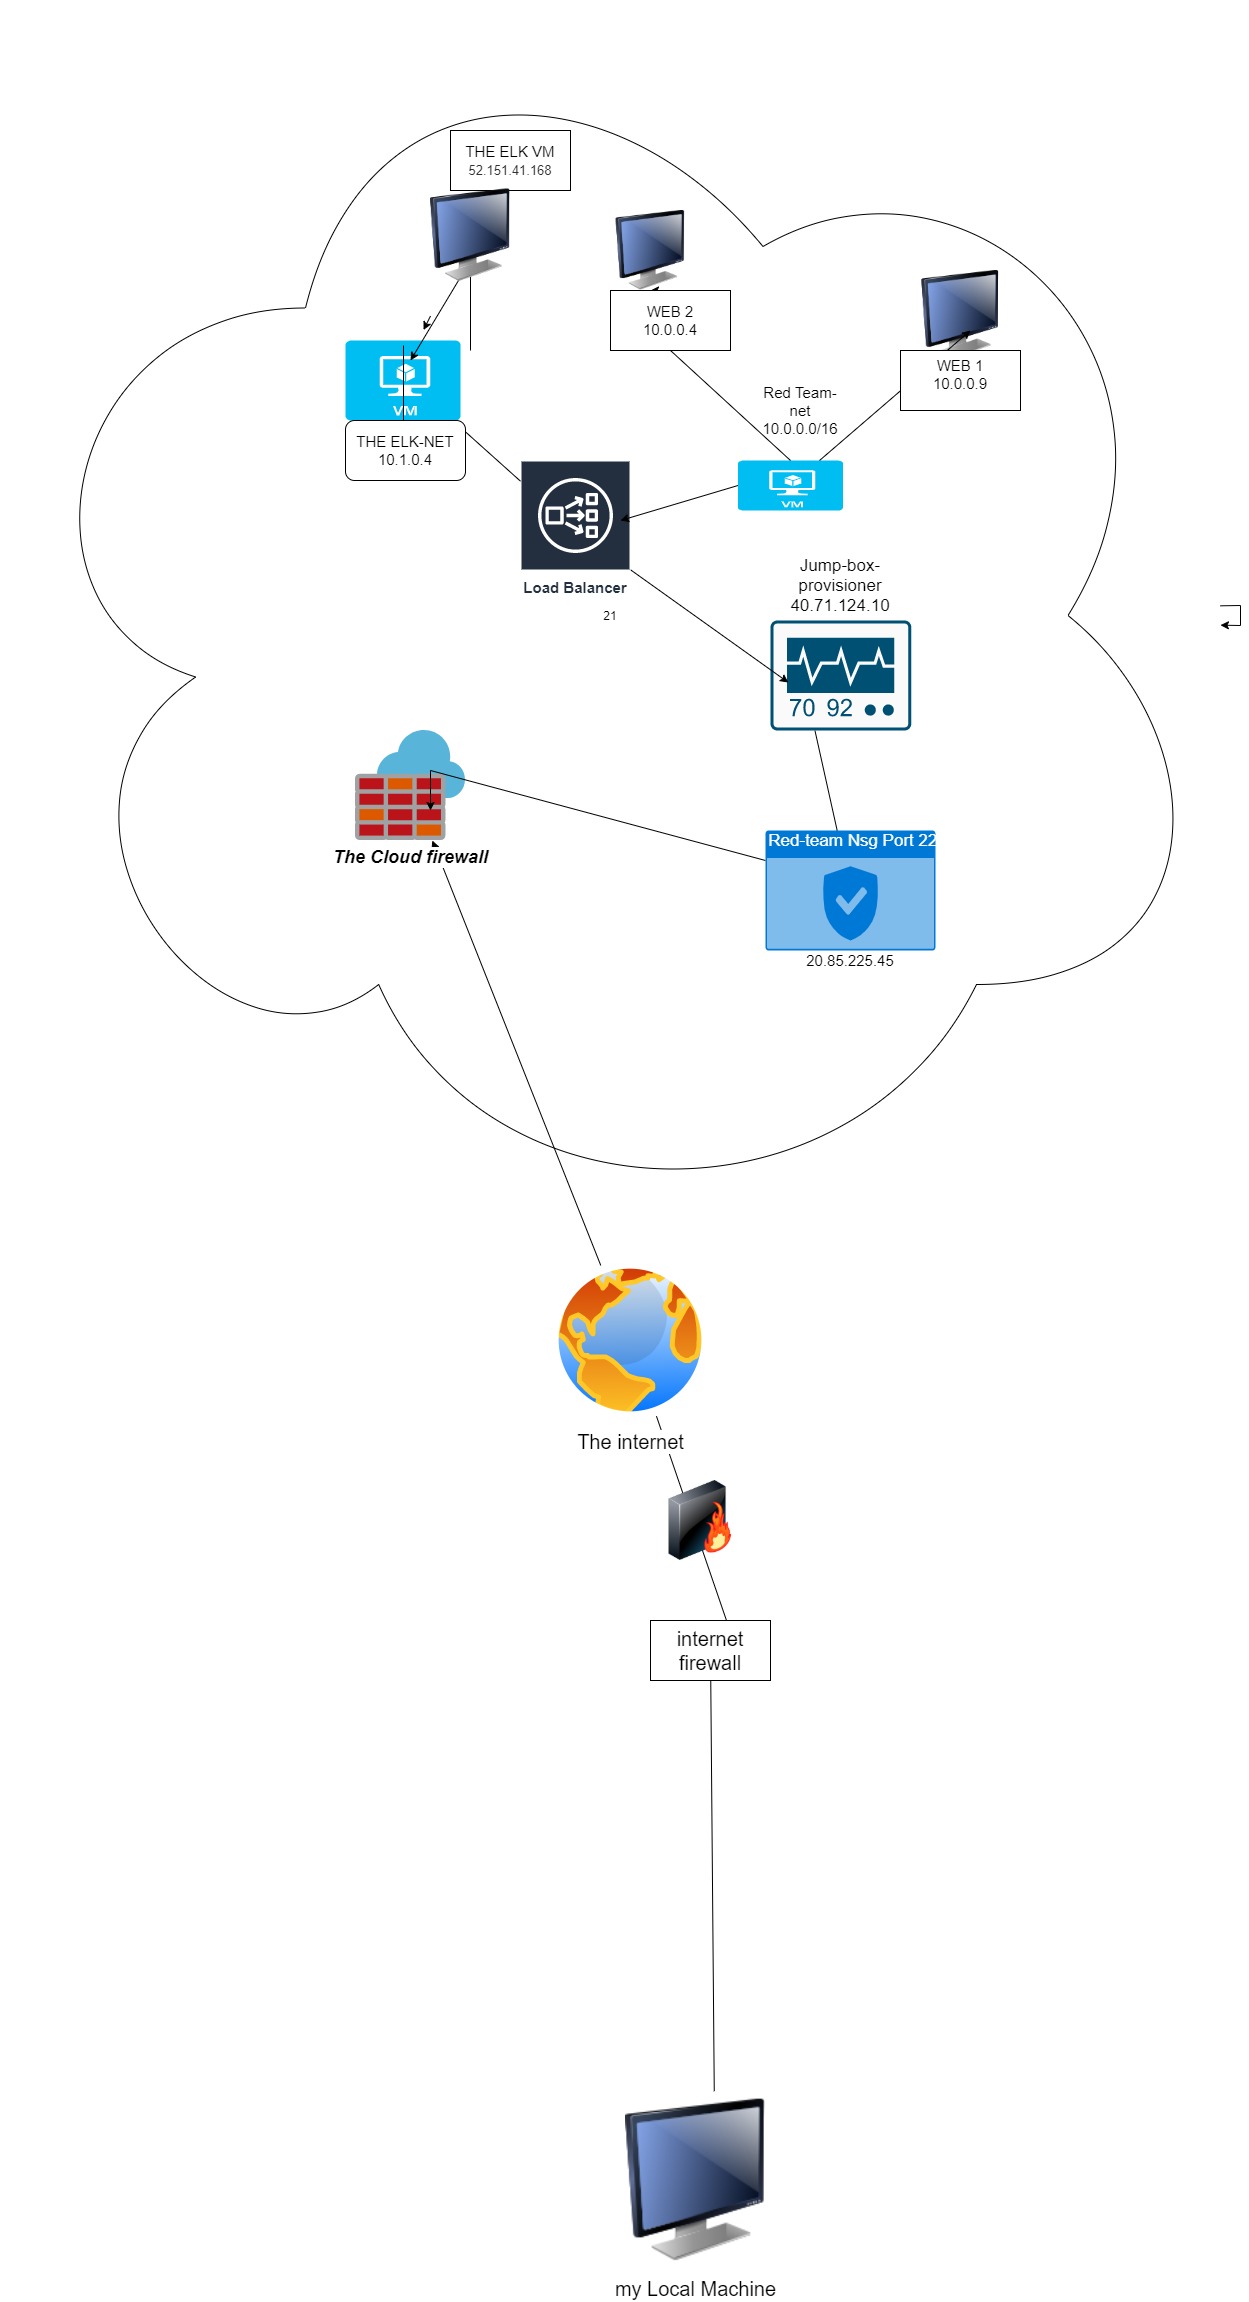 THE ELK VM
52.151.41.168
WEB 2
10.0.0.4
WEB 1
10.0.0.9
Red Team-
net
10.0.0.0/16
VM
THE ELK-NET
10.1.0.4
VM
Load Balancer
21
Jump-box-
provisioner
40.71.124.10
70 92
The Cloud firewall
Red-team Nsg Port 22
20.85.225.45
The internet
internet
firewall
my Local Machine